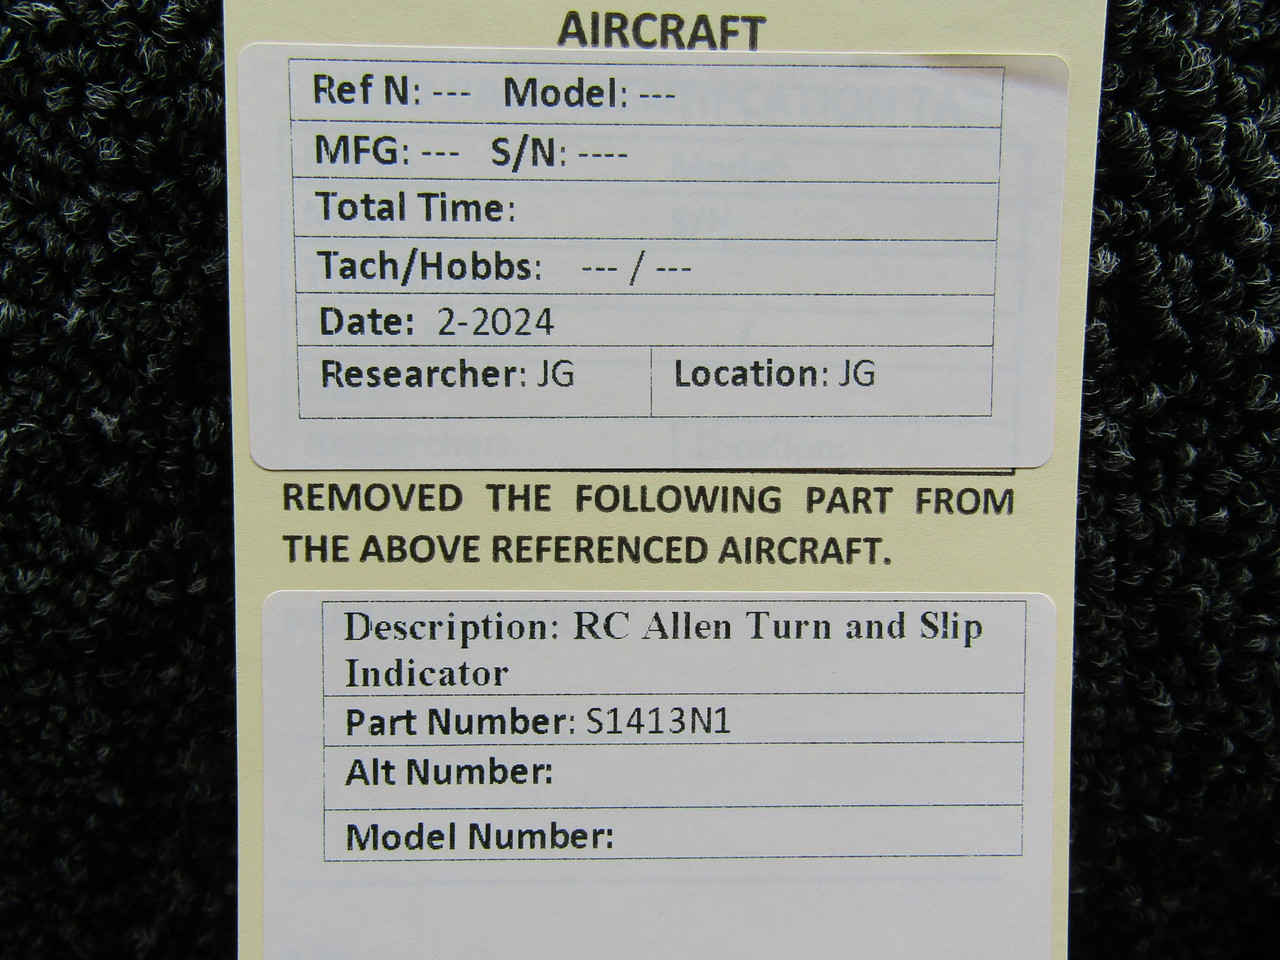 AIRCRAFT
Ref N: --- Model: ---
MFG: --- S/N: ----
Total Time:
Tach/Hobbs: --- / ---
Date: 2-2024
Researcher: JG Location: JG
REMOVED THE FOLLOWING PART FROM
THE ABOVE REFERENCED AIRCRAFT.
Description: RC Allen Turn and Slip
Indicator
Part Number: S1413N1
Alt Number:
Model Number: